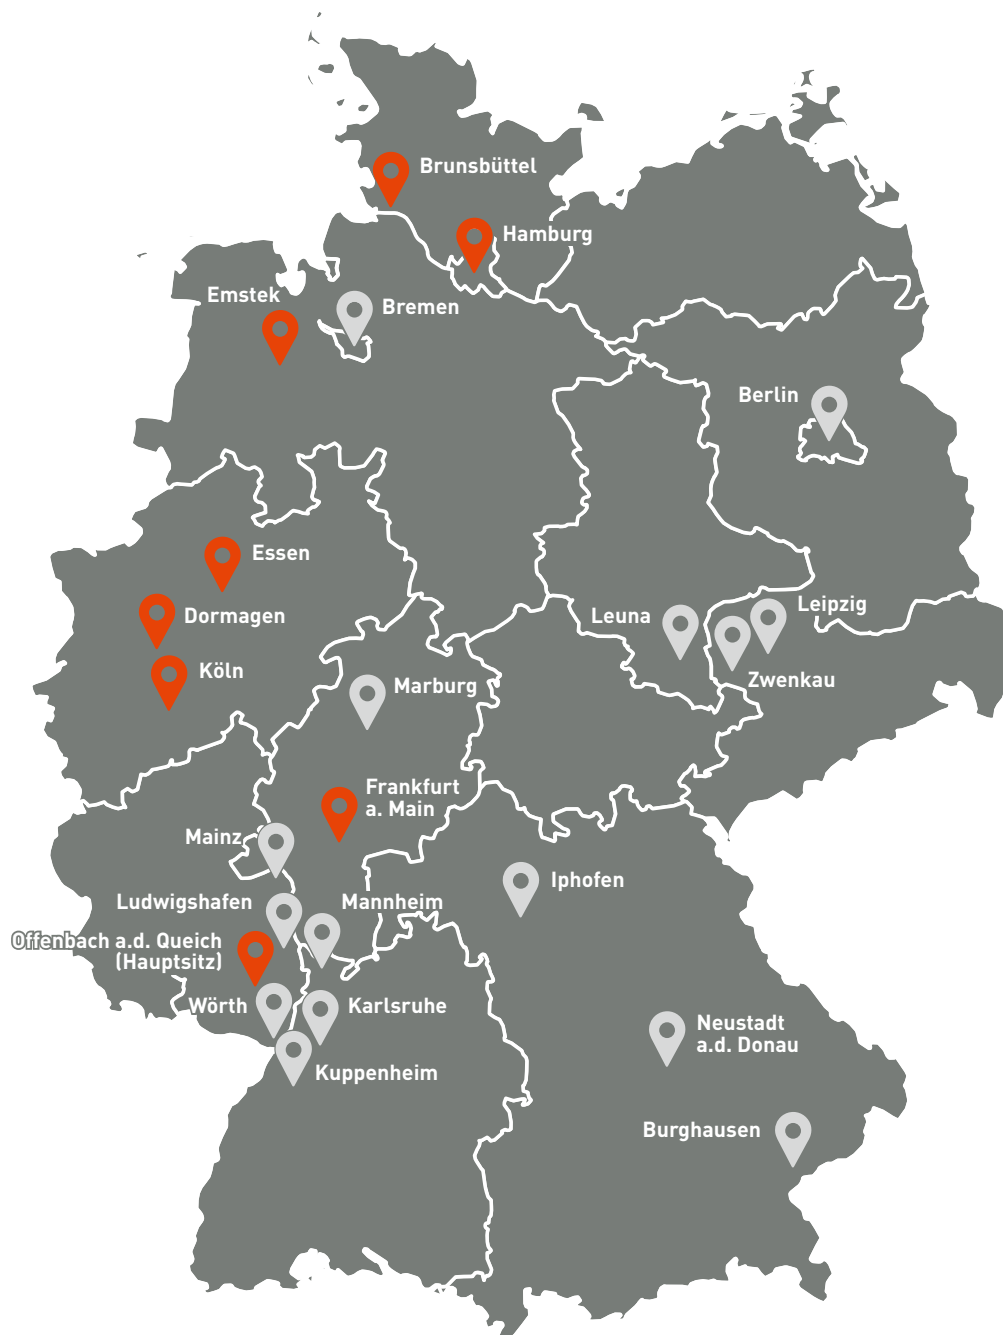 Brunsbüttel
Hamburg
Emstek
Bremen
Berlin
Essen
Dormagen
Leuna
Leipzig
Köln
Zwenkau
Marburg
Frankfurt
a. Main
Mainz
Iphofen
Ludwigshafen
Mannheim
Offenbach a.d. Queich
(Hauptsitz)
Wörth
Karlsruhe
Neustadt
a.d. Donau
Kuppenheim
Burghausen